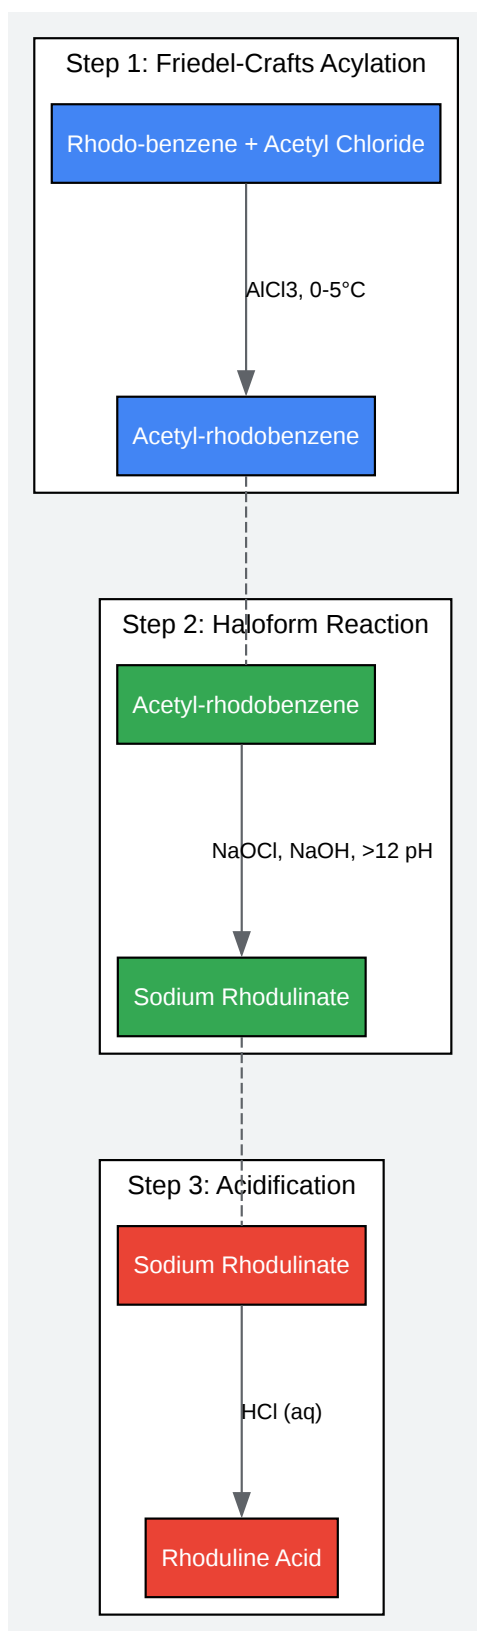 Step 1: Friedel-Crafts Acylation
Rhodo-benzene + Acetyl Chloride
AlCl3, 0-5°C
Acetyl-rhodobenzene
Step 2: Haloform Reaction
Acetyl-rhodobenzene
NaOCl, NaOH, >12 pH
Sodium Rhodulinate
Step 3: Acidification
Sodium Rhodulinate
HCl (aq)
Rhoduline Acid